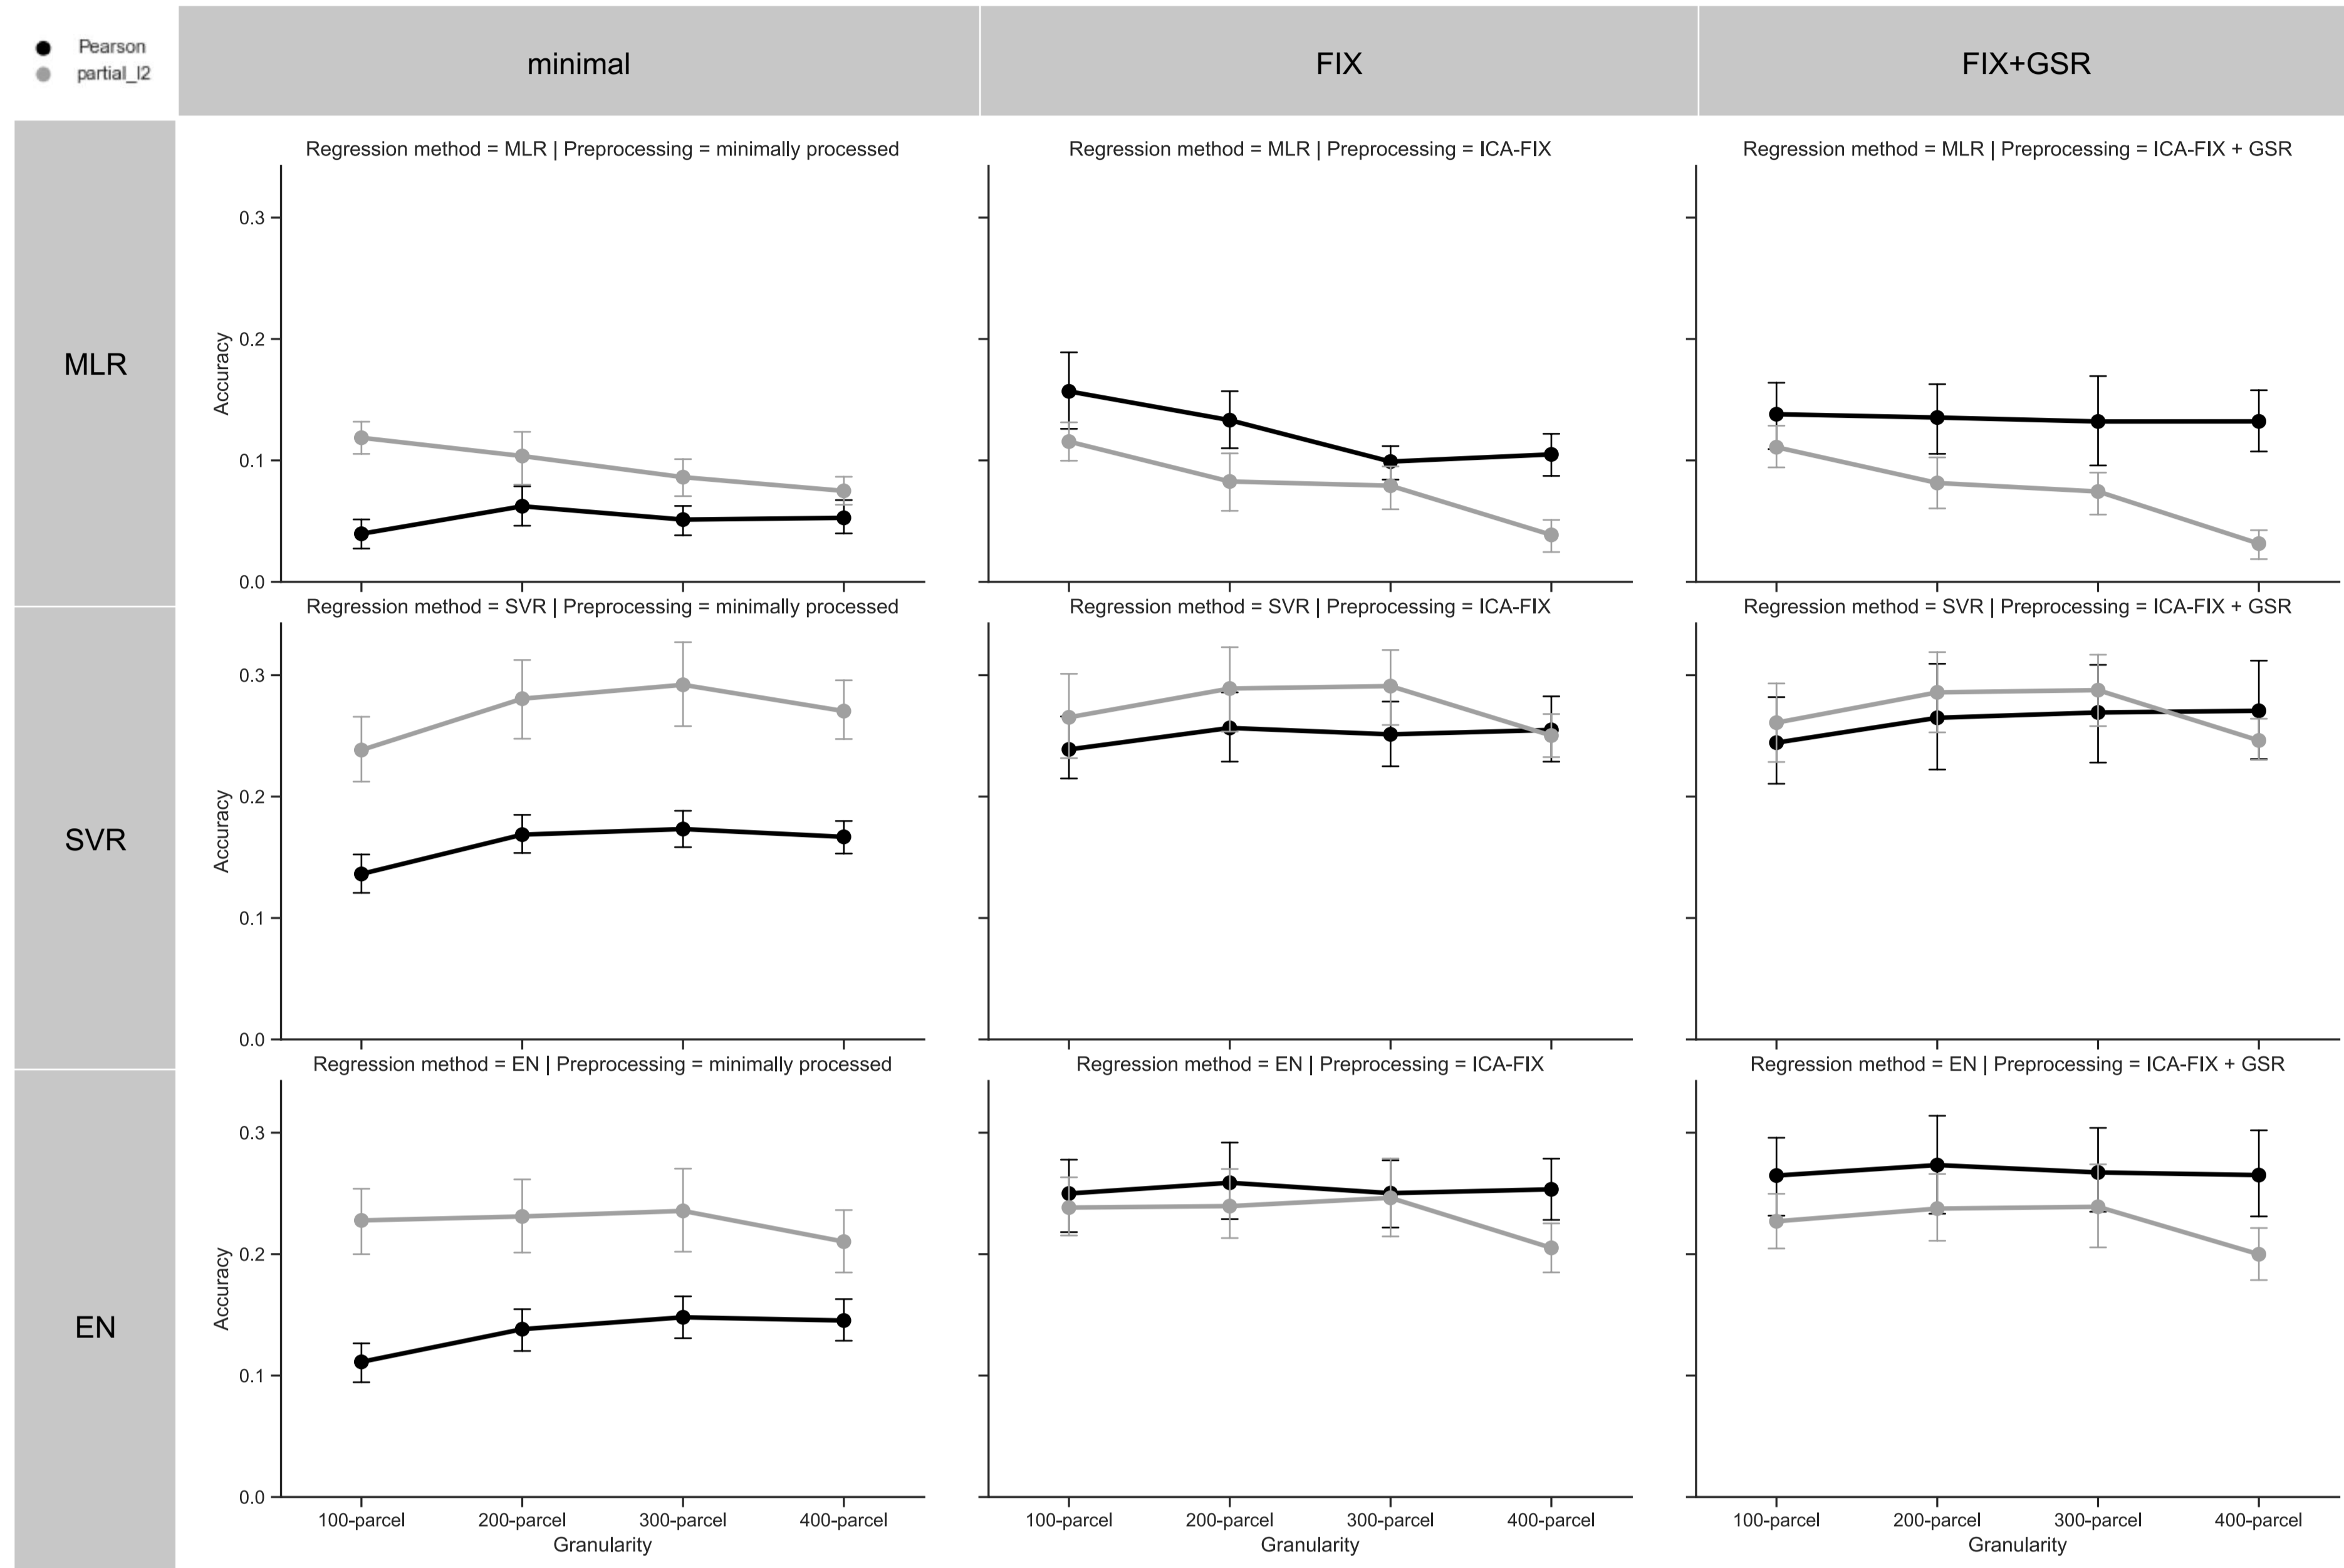 Pearson
partial_l2
minimal
FIX
FIX+GSR
MLR
Regression method = MLR | Preprocessing = minimally processed
Regression method = MLR | Preprocessing = ICA-FIX
Regression method = MLR | Preprocessing = ICA-FIX + GSR
0.3
0.2
0.1
0.0
Accuracy
SVR
Regression method = SVR | Preprocessing = minimally processed
Regression method = SVR | Preprocessing = ICA-FIX
Regression method = SVR | Preprocessing = ICA-FIX + GSR
0.3
0.2
0.1
0.0
Accuracy
EN
Regression method = EN | Preprocessing = minimally processed
Regression method = EN | Preprocessing = ICA-FIX
Regression method = EN | Preprocessing = ICA-FIX + GSR
0.3
0.2
0.1
0.0
Accuracy
100-parcel 200-parcel 300-parcel 400-parcel
Granularity
100-parcel 200-parcel 300-parcel 400-parcel
Granularity
100-parcel 200-parcel 300-parcel 400-parcel
Granularity